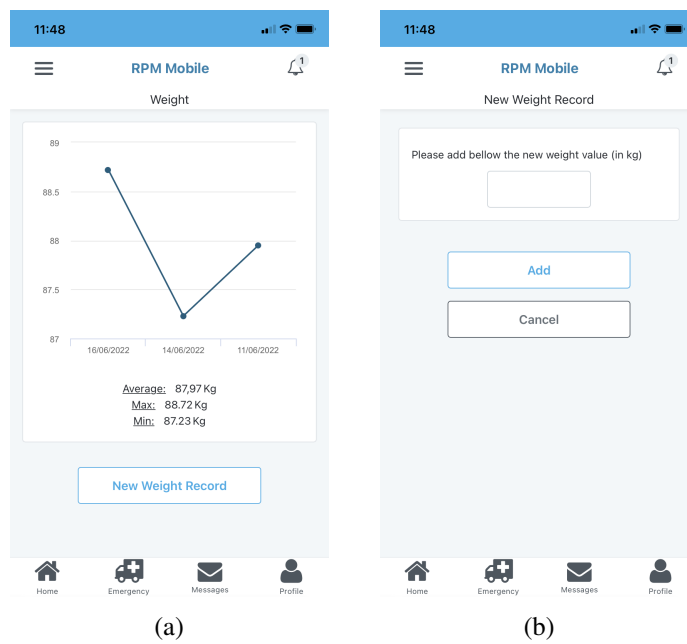 11:48
RPM Mobile
1
Weight
89
88.5
88
87.5
87
16/06/2022 14/06/2022 11/06/2022
Average: 87,97 Kg
Max: 88.72 Kg
Min: 87.23 Kg
New Weight Record
Home Emergency Messages Profile
(a)
11:48
RPM Mobile
1
New Weight Record
Please add bellow the new weight value (in kg)
Add
Cancel
Home Emergency Messages Profile
(b)